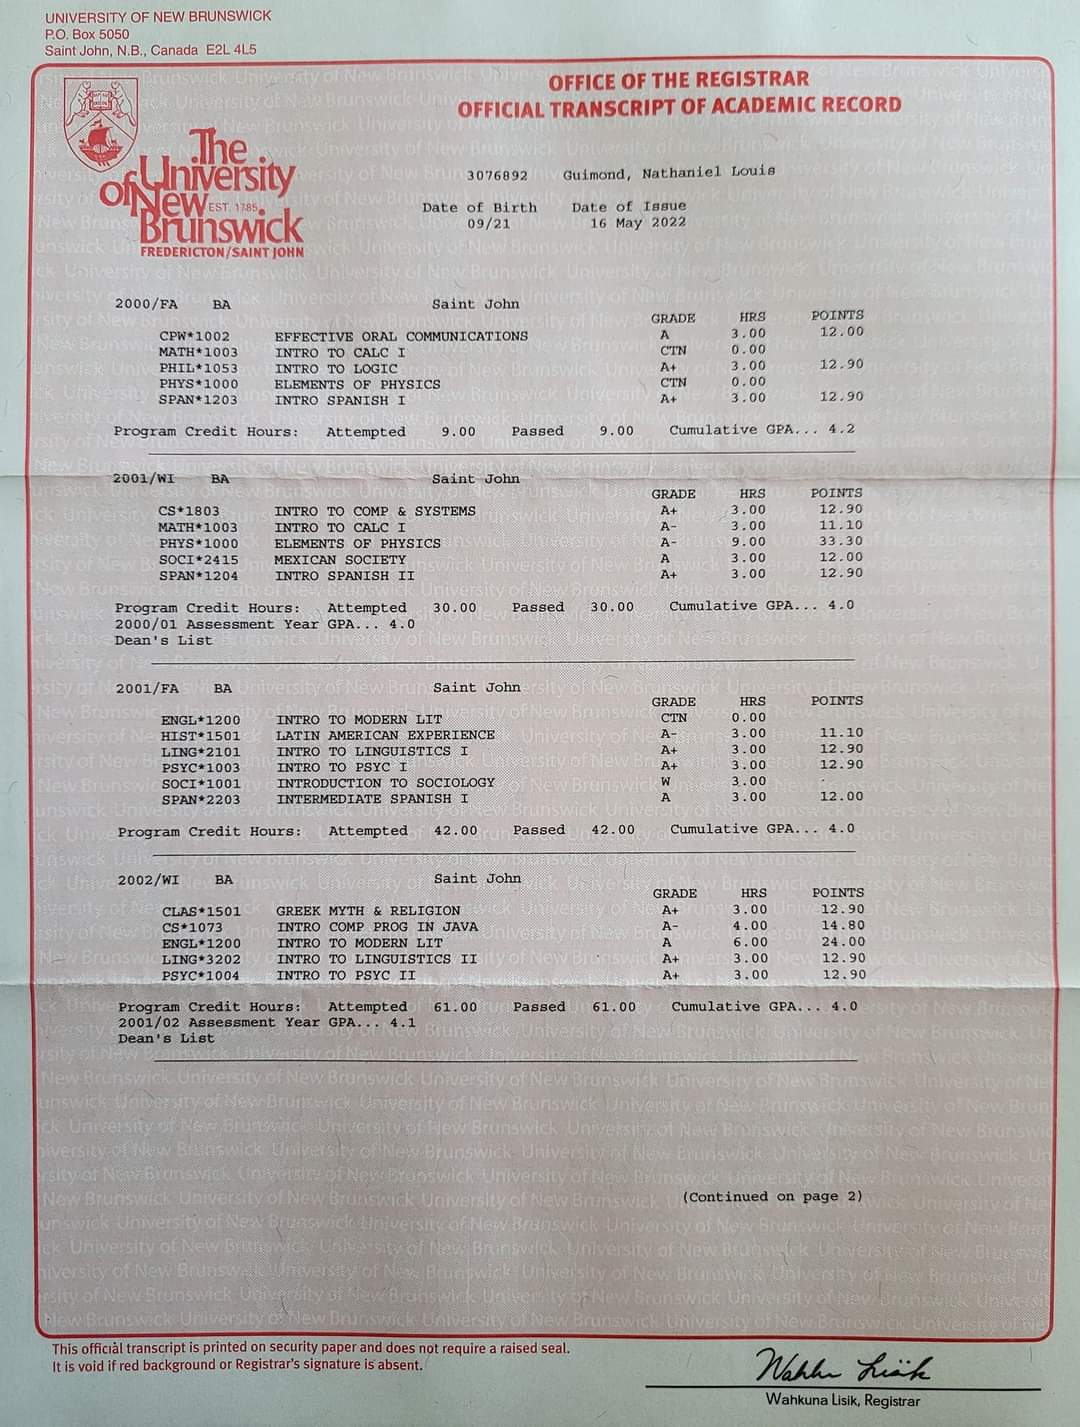 UNIVERSITY OF NEW BRUNSWICK
P.O. Box 5050
Saint John, N.B., Canada E2L 4L5
OFFICE OF THE REGISTRAR
OFFICIAL TRANSCRIPT OF ACADEMIC RECORD
The
University
of New
EST. 1785
Brunswick
FREDERICTON/SAINT JOHN
3076892 Guimond, Nathaniel Louis
Date of Birth Date of Issue
09/21 16 May 2022
2000/FA BA Saint John
GRADE HRS POINTS
CPW*1002 EFFECTIVE ORAL COMMUNICATIONS A 3.00 12.00
MATH*1003 INTRO TO CALC I CTN 0.00
PHIL*1053 INTRO TO LOGIC A+ 3.00 12.90
PHYS*1000 ELEMENTS OF PHYSICS CTN 0.00
SPAN*1203 INTRO SPANISH I A+ 3.00 12.90
Program Credit Hours: Attempted 9.00 Passed 9.00 Cumulative GPA... 4.2
2001/WI BA Saint John
GRADE HRS POINTS
CS*1803 INTRO TO COMP & SYSTEMS A+ 3.00 12.90
MATH*1003 INTRO TO CALC I A- 3.00 11.10
PHYS*1000 ELEMENTS OF PHYSICS A- 9.00 33.30
SOCI*2415 MEXICAN SOCIETY A 3.00 12.00
SPAN*1204 INTRO SPANISH II A+ 3.00 12.90
Program Credit Hours: Attempted 30.00 Passed 30.00 Cumulative GPA... 4.0
2000/01 Assessment Year GPA... 4.0
Dean's List
2001/FA BA Saint John
GRADE HRS POINTS
ENGL*1200 INTRO TO MODERN LIT CTN 0.00
HIST*1501 LATIN AMERICAN EXPERIENCE A- 3.00 11.10
LING*2101 INTRO TO LINGUISTICS I A+ 3.00 12.90
PSYC*1003 INTRO TO PSYC I A+ 3.00 12.90
SOCI*1001 INTRODUCTION TO SOCIOLOGY W 3.00
SPAN*2203 INTERMEDIATE SPANISH I A 3.00 12.00
Program Credit Hours: Attempted 42.00 Passed 42.00 Cumulative GPA... 4.0
2002/WI BA Saint John
GRADE HRS POINTS
CLAS*1501 GREEK MYTH & RELIGION A+ 3.00 12.90
CS*1073 INTRO COMP PROG IN JAVA A- 4.00 14.80
ENGL*1200 INTRO TO MODERN LIT A 6.00 24.00
LING*3202 INTRO TO LINGUISTICS II A+ 3.00 12.90
PSYC*1004 INTRO TO PSYC II A+ 3.00 12.90
Program Credit Hours: Attempted 61.00 Passed 61.00 Cumulative GPA... 4.0
2001/02 Assessment Year GPA... 4.1
Dean's List
(Continued on page 2)
This official transcript is printed on security paper and does not require a raised seal.
It is void if red background or Registrar's signature is absent.
Wahkuna Lisik, Registrar